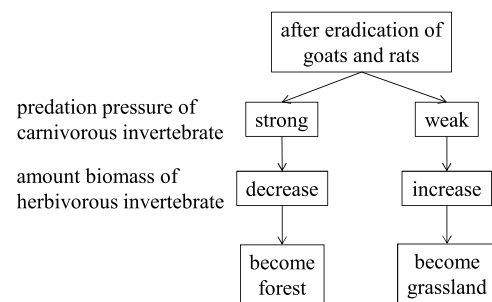 after eradication of
goats and rats
predation pressure of
carnivorous invertebrate
strong
weak
amount biomass of
herbivorous invertebrate
decrease
increase
become
forest
become
grassland